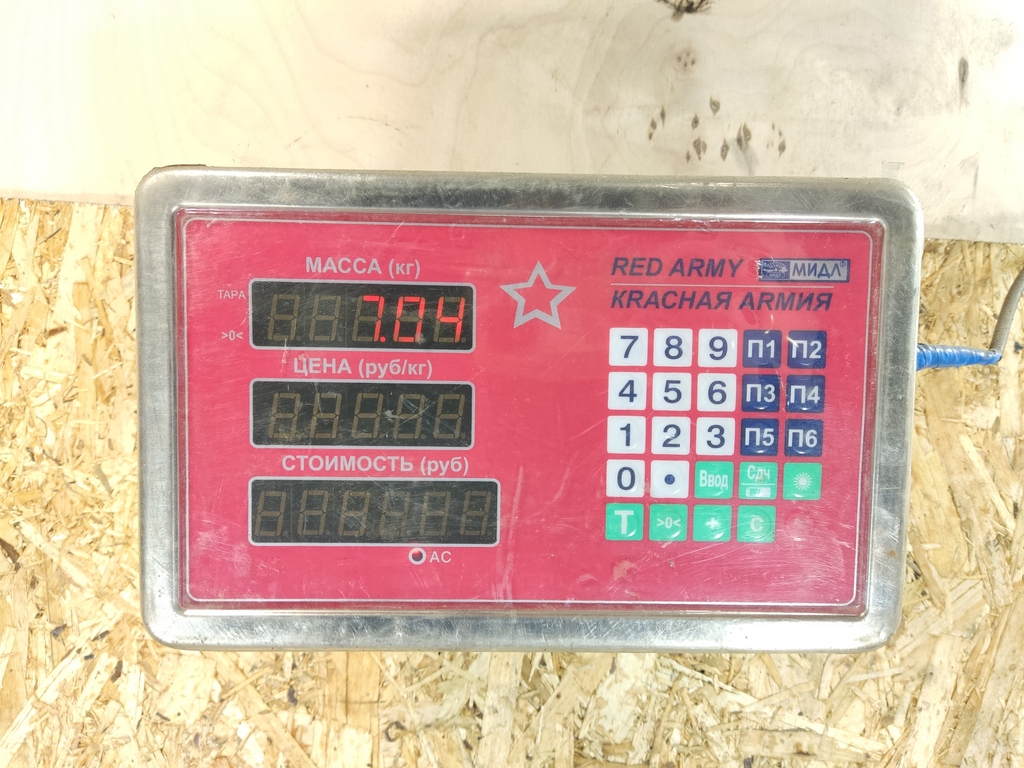 МАССА (кг)
ТАРА
7.04
>0<
ЦЕНА (руб/кг)
СТОИМОСТЬ (руб)
АС
RED ARMY МИДЛ
КRАСНАЯ АRМИЯ
7 8 9 П1 П2
4 5 6 П3 П4
1 2 3 П5 П6
0 • Ввод Сдч
Т >0< + С